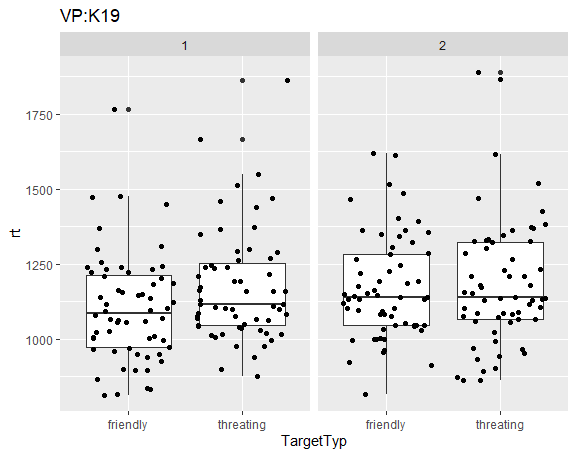 VP:K19
1 2
1750
1500
1250
1000
rt
friendly threating friendly threating
TargetTyp